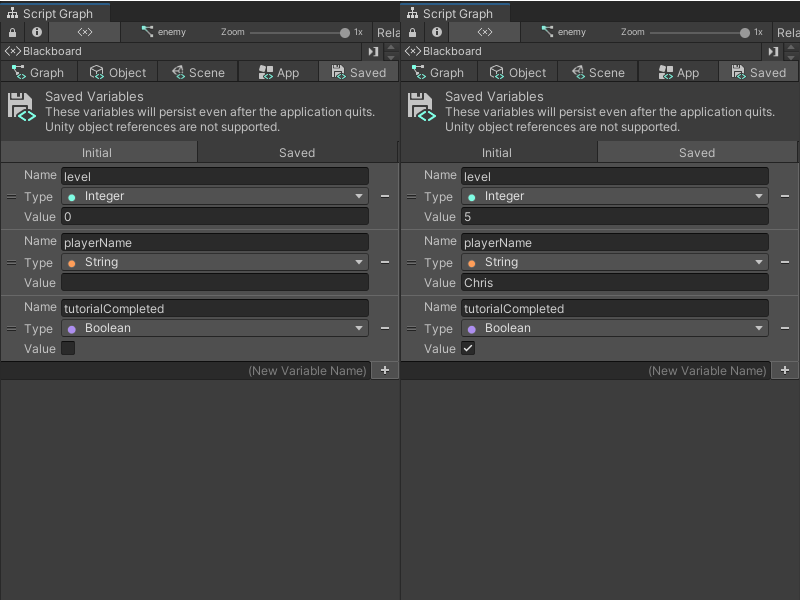 Script Graph
enemy Zoom 1x Rela
<×> Blackboard
Graph Object Scene App Saved
Saved Variables
These variables will persist even after the application quits.
Unity object references are not supported.
Initial Saved
Name level
Type Integer
Value 0
Name playerName
Type String
Value
Name tutorialCompleted
Type Boolean
Value
(New Variable Name) +
Script Graph
enemy Zoom 1x Rela
<×> Blackboard
Graph Object Scene App Saved
Saved Variables
These variables will persist even after the application quits.
Unity object references are not supported.
Initial Saved
Name level
Type Integer
Value 5
Name playerName
Type String
Value Chris
Name tutorialCompleted
Type Boolean
Value
(New Variable Name) +